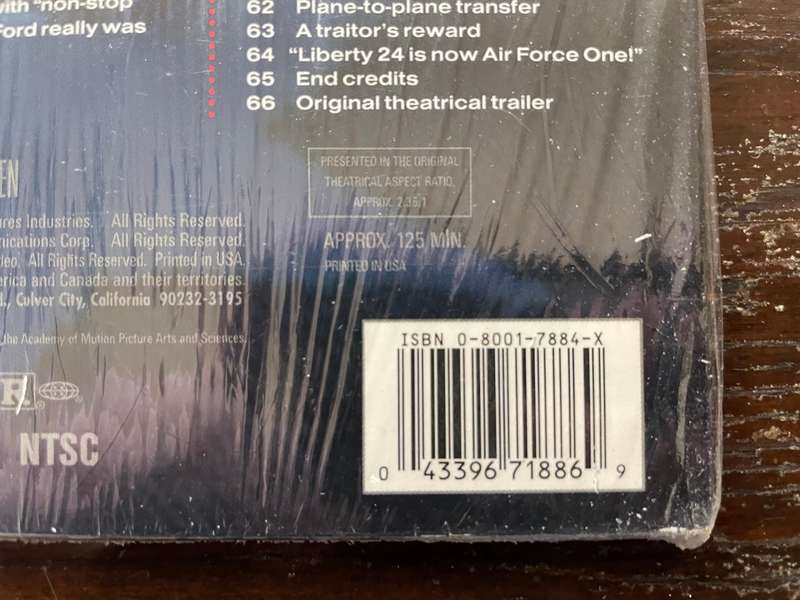 with "non-stop
Ford really was
62 Plane-to-plane transfer
63 A traitor's reward
64 "Liberty 24 is now Air Force One!"
65 End credits
66 Original theatrical trailer
PRESENTED IN THE ORIGINAL
THEATRICAL ASPECT RATIO,
APPROX. 2.35:1
APPROX. 125 MIN.
PRINTED IN USA
EN
ures Industries. All Rights Reserved.
nications Corp. All Rights Reserved.
deo. All Rights Reserved. Printed in USA.
erica and Canada and their territories.
d., Culver City, California 90232-3195
the Academy of Motion Picture Arts and Sciences.
R
NTSC
ISBN 0-8001-7884-X
0 43396 71886 9